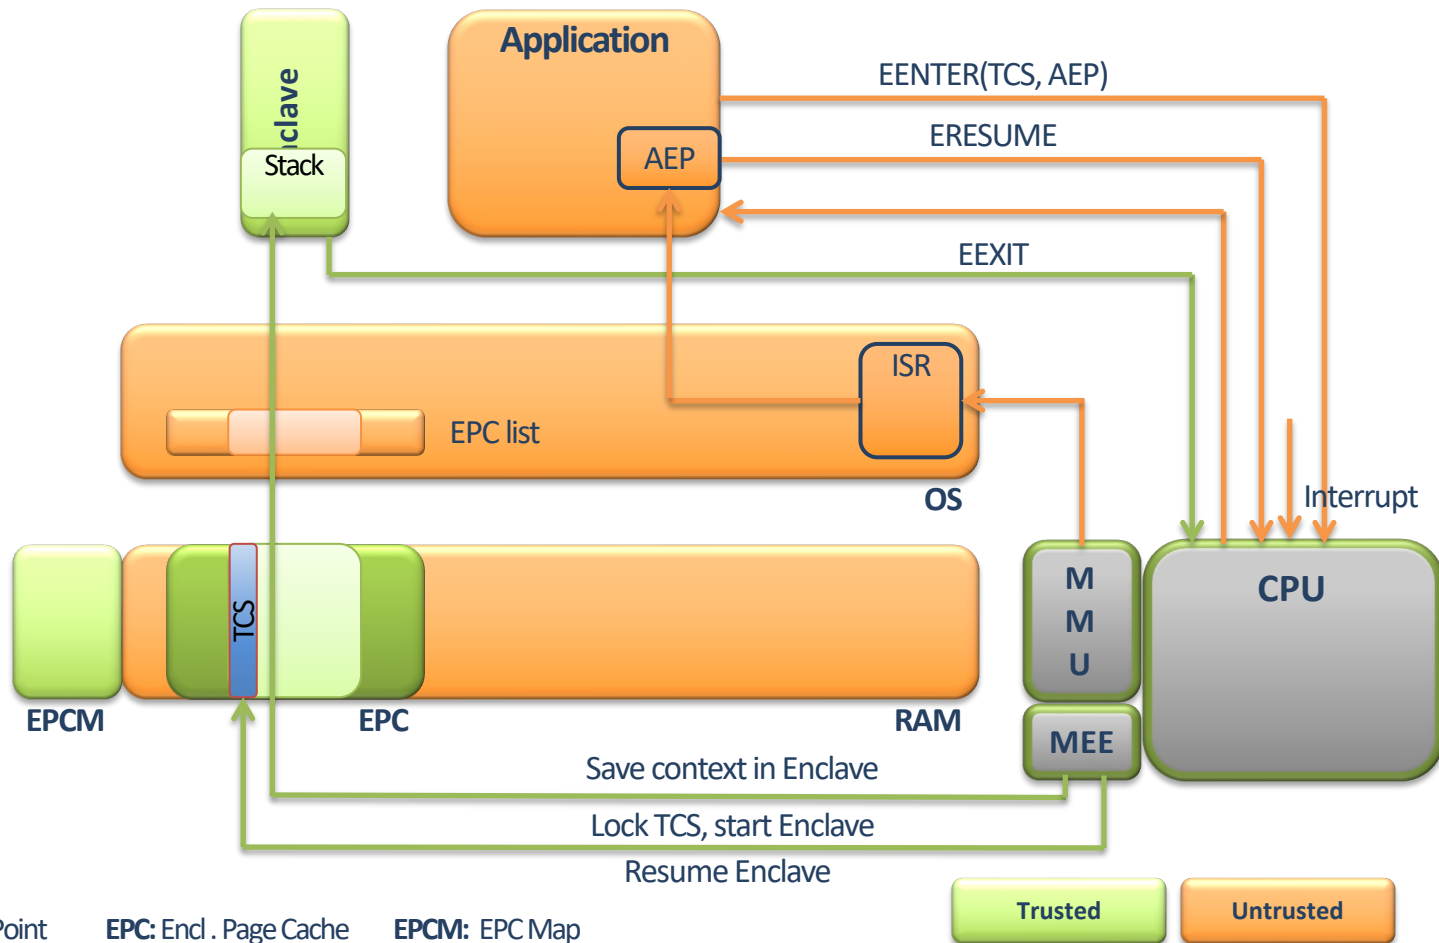 Application
EENTER(TCS, AEP)
nclave
ERESUME
Stack
AEP
EEXIT
ISR
EPC list
OS
Interrupt
M
M
U
CPU
TCS
EPCM
EPC
RAM
MEE
Save context in Enclave
Lock TCS, start Enclave
Resume Enclave
Trusted
Untrusted
Point EPC: Encl . Page Cache EPCM: EPC Map